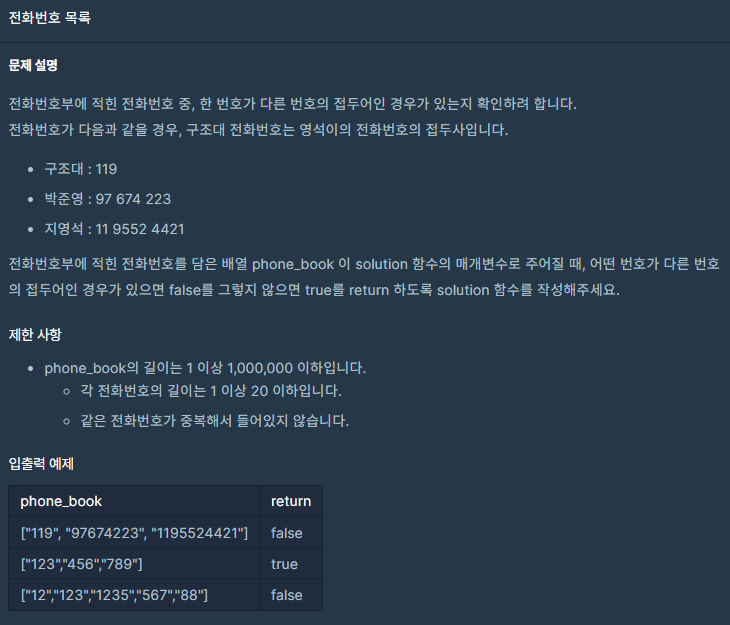 전화번호 목록
문제 설명
전화번호부에 적힌 전화번호 중, 한 번호가 다른 번호의 접두어인 경우가 있는지 확인하려 합니다.
전화번호가 다음과 같을 경우, 구조대 전화번호는 영석이의 전화번호의 접두사입니다.
• 구조대 : 119
• 박준영 : 97 674 223
• 지영석 : 11 9552 4421
전화번호부에 적힌 전화번호를 담은 배열 phone_book 이 solution 함수의 매개변수로 주어질 때, 어떤 번호가 다른 번호
의 접두어인 경우가 있으면 false를 그렇지 않으면 true를 return 하도록 solution 함수를 작성해주세요.
제한 사항
• phone_book의 길이는 1 이상 1,000,000 이하입니다.
◦ 각 전화번호의 길이는 1 이상 20 이하입니다.
◦ 같은 전화번호가 중복해서 들어있지 않습니다.
입출력 예제
phone_book return
["119", "97674223", "1195524421"] false
["123","456","789"] true
["12","123","1235","567","88"] false